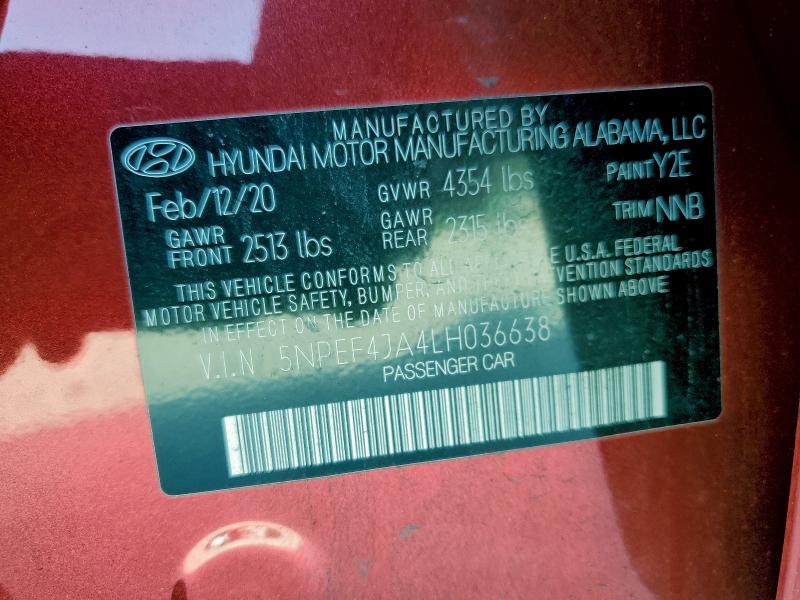 MANUFACTURED BY
HYUNDAI MOTOR MANUFACTURING ALABAMA, LLC
Feb/12/20 GVWR 4354 lbs PAINT Y2E
GAWR FRONT 2513 lbs GAWR REAR 2315 lbs TRIM NNB
THIS VEHICLE CONFORMS TO ALL U.S.A. FEDERAL
MOTOR VEHICLE SAFETY, BUMPER, AND THEFT PREVENTION STANDARDS
IN EFFECT ON THE DATE OF MANUFACTURE SHOWN ABOVE
V.I.N 5NPEF4JA4LH036638
PASSENGER CAR